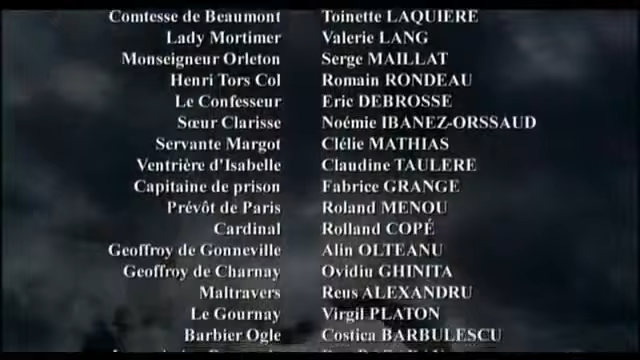 Comtesse de Beaumont Toinette LAQUIERE
Lady Mortimer Valerie LANG
Monseigneur Orleton Serge MAILLAT
Henri Tors Col Romain RONDEAU
Le Confesseur Eric DEBROSSE
Sœur Clarisse Noémie IBANEZ-ORSSAUD
Servante Margot Clélie MATHIAS
Ventrière d'Isabelle Claudine TAULERE
Capitaine de prison Fabrice GRANGE
Prévôt de Paris Roland MENOU
Cardinal Rolland COPÉ
Geoffroy de Gonneville Alin OLTEANU
Geoffroy de Charnay Ovidiu GHINITA
Maltravers Reus ALEXANDRU
Le Gournay Virgil PLATON
Barbier Ogle Costica BARBULESCU